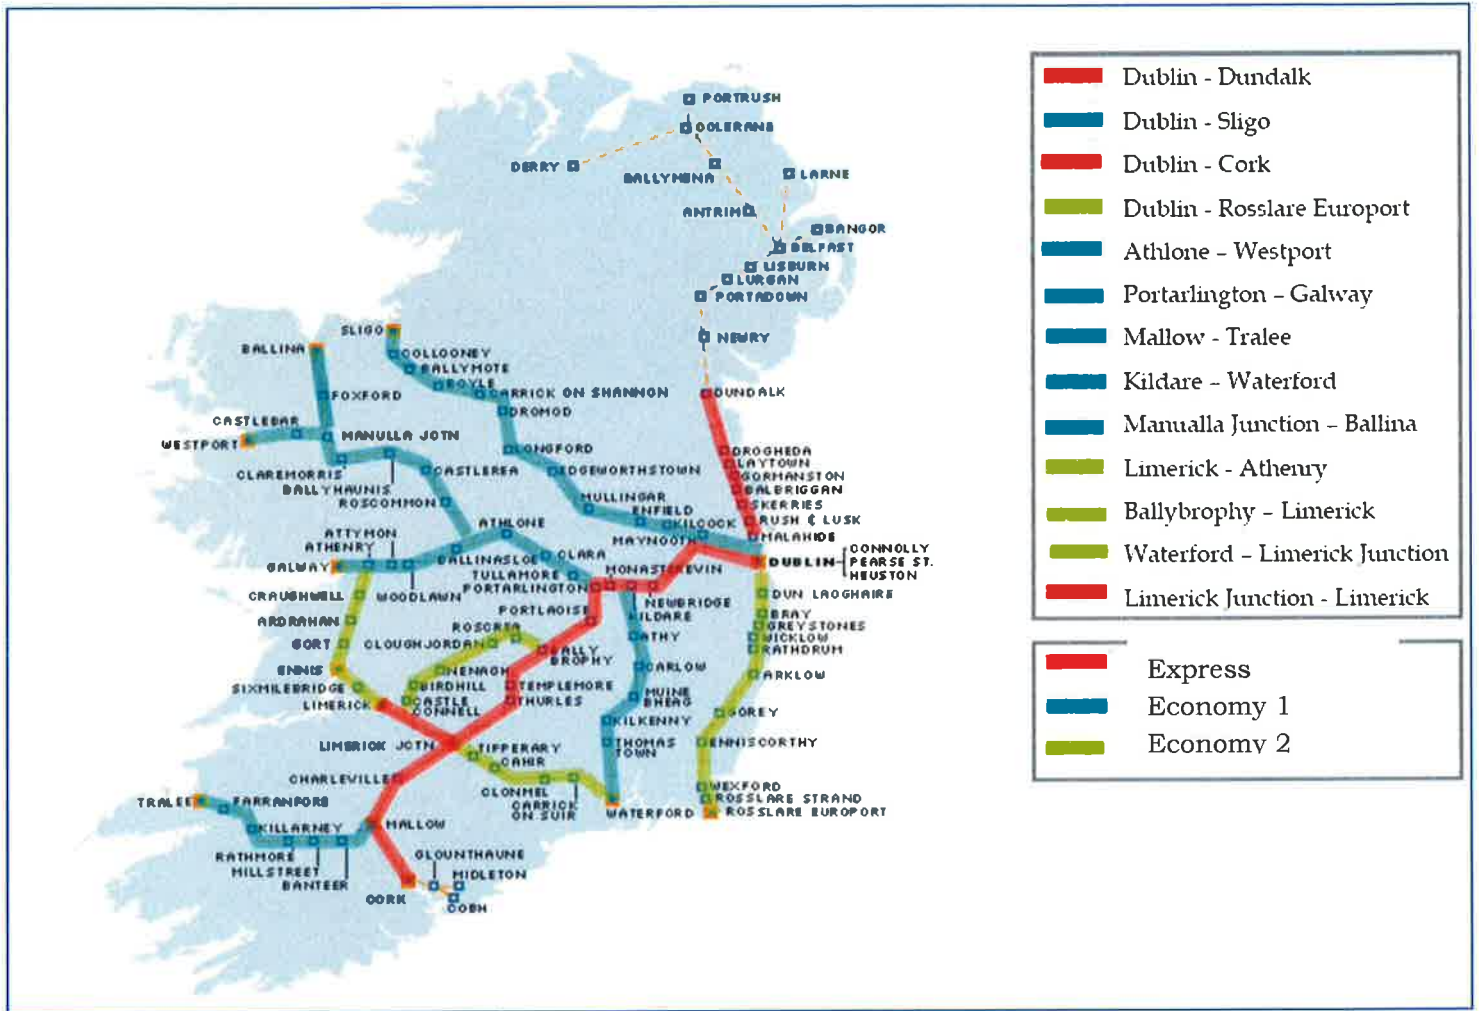 PORTRUSH
COLERANE
DERRY
BALLYMENA
LARNE
ANTRIM
BANGOR
BELFAST
LISBURN
LURGAN
PORTADOWN
NEWRY
SLIGO
BALLINA
COLLOONEY
BALLYMOTE
BOYLE
CARRICK ON SHANNON
DUNDALK
FOXFORD
DROMOD
CASTLEBAR
WESTPORT
MANULLA JCTN
LONGFORD
DROGHEDA
LAYTOWN
GORMANSTON
BALBRIGGAN
SKERRIES
RUSH & LUSK
MALAHIDE
CLAREMORRIS
BALLYHAUNIS
ROSCOMMON
CASTLEREA
EDGEWORTHSTOWN
MULLINGAR
ENFIELD
KILCOCK
MAYNOOTH
ATTYMON
ATHENRY
ATHLONE
GALWAY
BALLINASLOE
CLARA
TULLAMORE
PORTARLINGTON
MONASTEREVIN
DUBLIN
CONNOLLY
PEARSE ST.
HEUSTON
CRAUGHWELL
WOODLAWN
ARDRAHAN
GORT
ENNIS
SIXMILEBRIDGE
LIMERICK
PORTLAOISE
NEWBRIDGE
KILDARE
DUN LAOGHAIRE
BRAY
GREYSTONES
WICKLOW
RATHDRUM
ARKLOW
ROSCREA
CLOUGHJORDAN
NENAGH
BIRDHILL
CASTLE
CONNELL
BALLY
BROPHY
TEMPLEMORE
THURLES
ATHY
CARLOW
MUINE
BHEAG
KILKENNY
THOMAS
TOWN
GOREY
ENNISCORTHY
LIMERICK JCTN
TIPPERARY
CAHIR
CLONMEL
CARRICK
ON SUIR
WATERFORD
WEXFORD
ROSSLARE STRAND
ROSSLARE EUROPORT
CHARLEVILLE
TRALEE
FARRANFORE
KILLARNEY
RATHMORE
MILLSTREET
BANTEER
MALLOW
GLOUNTHAUNE
MIDLETON
CORK
COBH
Dublin - Dundalk
Dublin - Sligo
Dublin - Cork
Dublin - Rosslare Europort
Athlone – Westport
Portarlington – Galway
Mallow - Tralee
Kildare – Waterford
Manualla Junction – Ballina
Limerick - Athenry
Ballybrophy – Limerick
Waterford – Limerick Junction
Limerick Junction - Limerick
Express
Economy 1
Economy 2